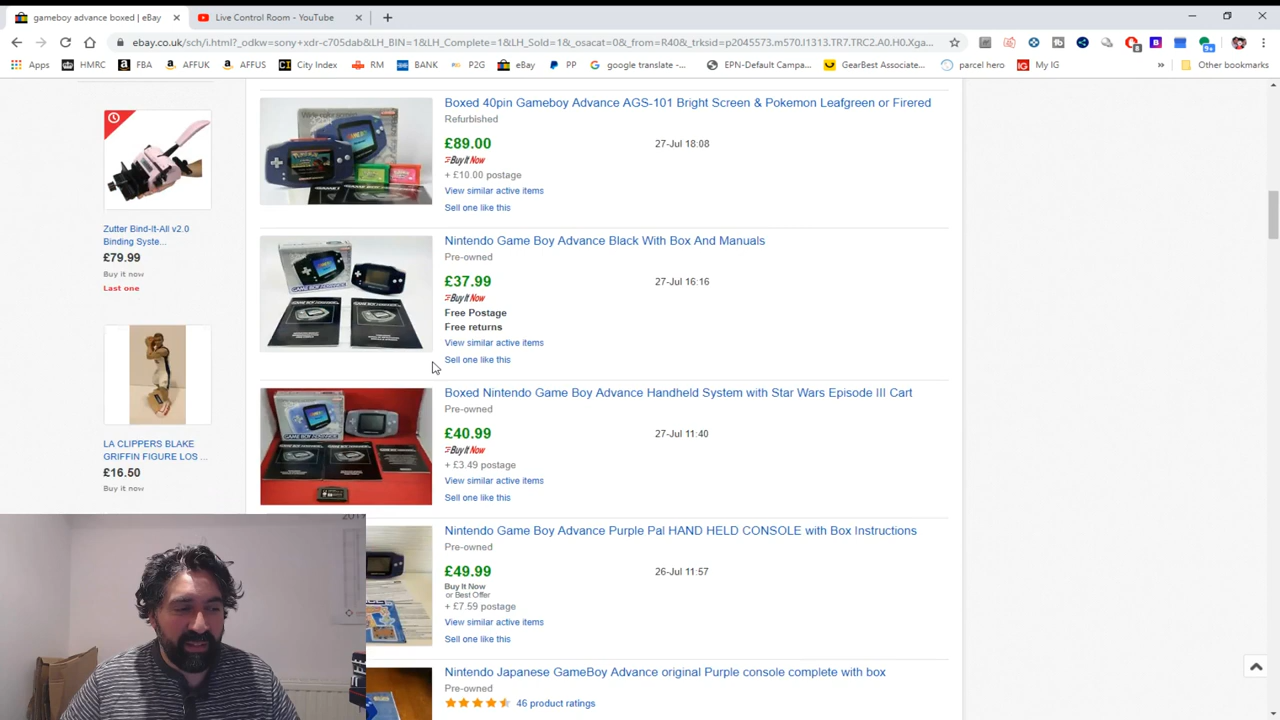 gameboy advance boxed | eBay
Live Control Room - YouTube
ebay.co.uk/sch/i.html?_odkw=sony+xdr-c705dab&LH_BIN=1&LH_Complete=1&LH_Sold=1&_osacat=0&_from=R40&_trksid=p2045573.m570.l1313.TR7.TRC2.A0.H0.Xga...
Apps
HMRC
FBA
AFFUK
AFFUS
City Index
RM
BANK
P2G
eBay
PP
google translate -...
EPN-Default Campa...
GearBest Associate...
parcel hero
My IG
»
Other bookmarks
Zutter Bind-It-All v2.0
Binding Syste...
£79.99
Buy it now
Last one
LA CLIPPERS BLAKE
GRIFFIN FIGURE LOS ...
£16.50
Buy it now
Boxed 40pin Gameboy Advance AGS-101 Bright Screen & Pokemon Leafgreen or Firered
Refurbished
£89.00
27-Jul 18:08
Buy It Now
+ £10.00 postage
View similar active items
Sell one like this
Nintendo Game Boy Advance Black With Box And Manuals
Pre-owned
£37.99
27-Jul 16:16
Buy It Now
Free Postage
Free returns
View similar active items
Sell one like this
GAME BOY ADVANCE
Boxed Nintendo Game Boy Advance Handheld System with Star Wars Episode III Cart
Pre-owned
£40.99
27-Jul 11:40
Buy It Now
+ £3.49 postage
View similar active items
Sell one like this
GAME BOY ADVANCE
Nintendo Game Boy Advance Purple Pal HAND HELD CONSOLE with Box Instructions
Pre-owned
£49.99
26-Jul 11:57
Buy It Now
or Best Offer
+ £7.59 postage
View similar active items
Sell one like this
Nintendo Japanese GameBoy Advance original Purple console complete with box
Pre-owned
46 product ratings